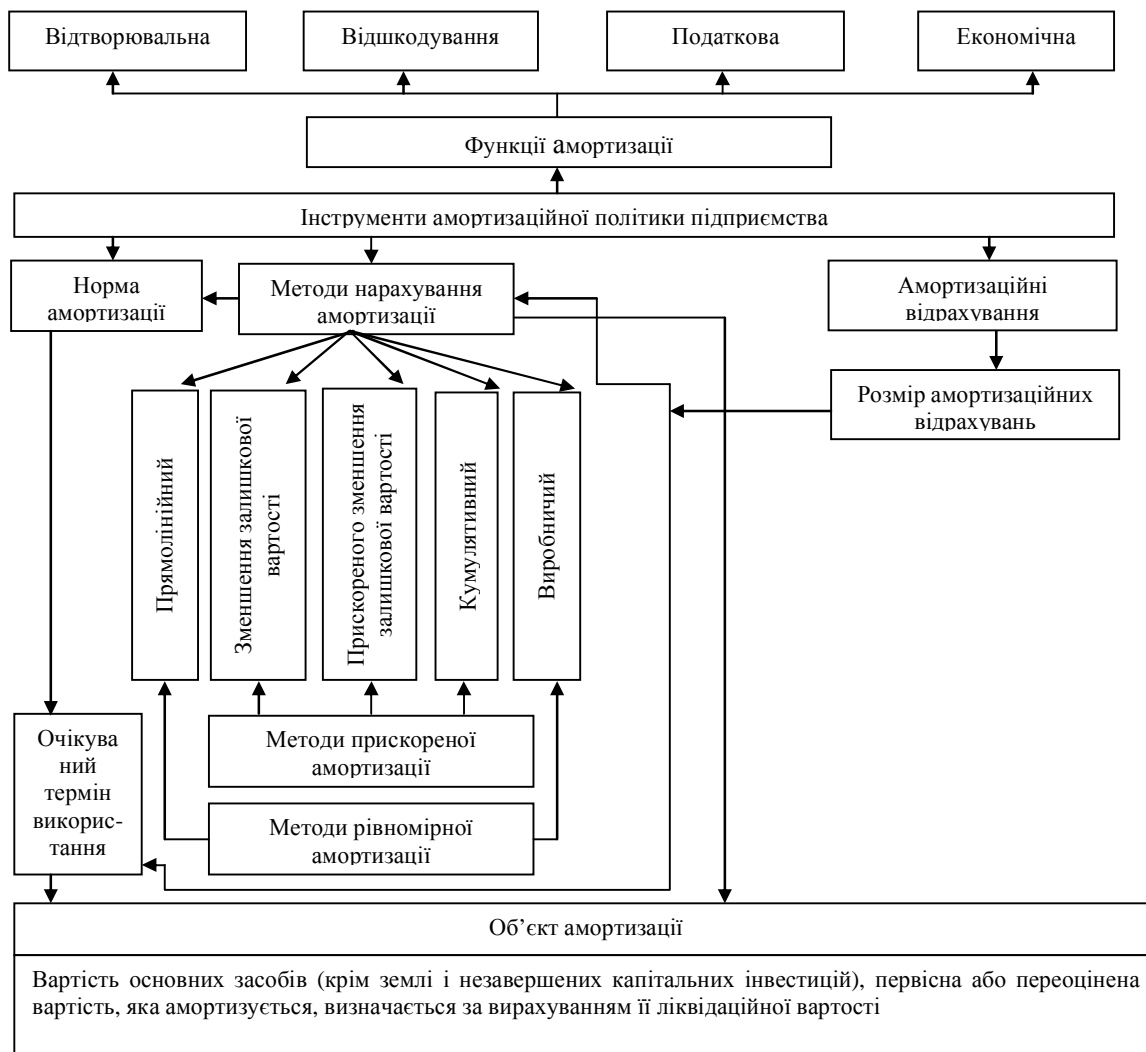 Відтворювальна
Відшкодування
Податкова
Економічна
Функції амортизації
Інструменти амортизаційної політики підприємства
Норма
амортизації
Методи нарахування
амортизації
Амортизаційні
відрахування
Розмір амортизаційних
відрахувань
Прямолінійний
Зменшення залишкової
вартості
Прискореного зменшення
залишкової вартості
Кумулятивний
Виробничий
Методи прискореної
амортизації
Методи рівномірної
амортизації
Очікува
ний
термін
викорис-
тання
Об’єкт амортизації
Вартість основних засобів (крім землі і незавершених капітальних інвестицій), первісна або переоцінена
вартість, яка амортизується, визначається за вирахуванням її ліквідаційної вартості